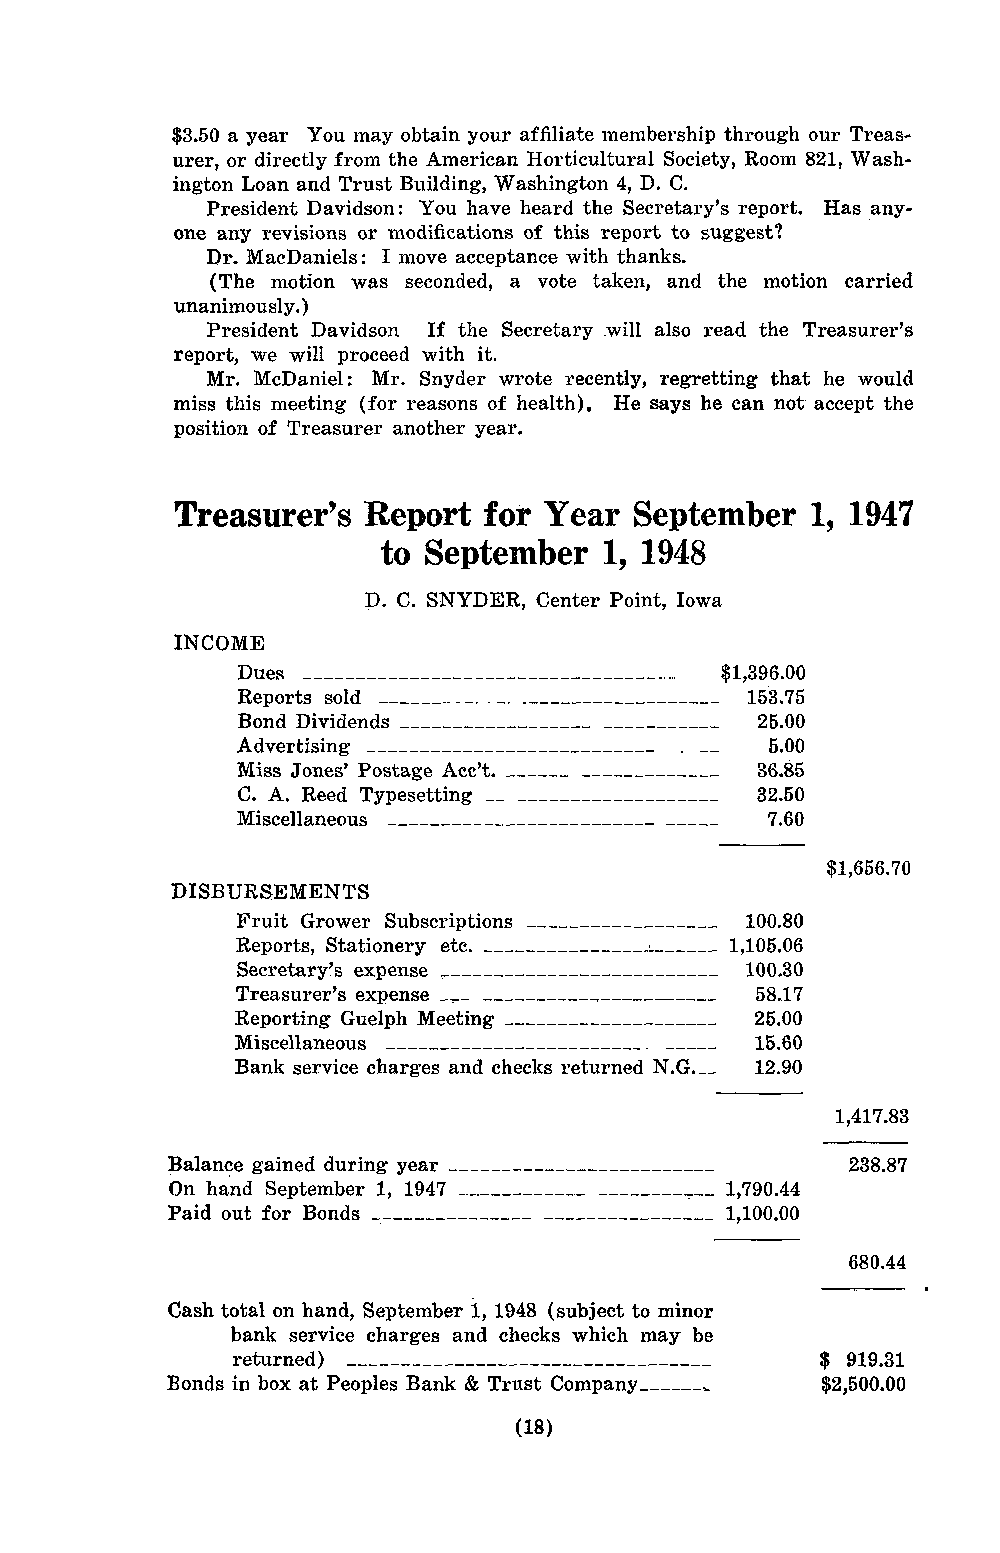 $3.50 a year You may obtain your affiliate membership through our Treas-
urer, or directly from the American Horticultural Society, Room 821, Wash-
ington Loan and Trust Building, Washington 4, D. C.
President Davidson: You have heard the Secretary's report. Has any-
one any revisions or modifications of this report to suggest?
Dr. MacDaniels: I move acceptance with thanks.
(The motion was seconded, a vote taken, and the motion carried
unanimously.)
President Davidson If the Secretary will also read the Treasurer's
report, we will proceed with it.
Mr. McDaniel: Mr. Snyder wrote recently, regretting that he would
miss this meeting (for reasons of health). He says he can not accept the
position of Treasurer another year.
Treasurer's Report for Year September 1, 1947
to September 1, 1948
D. C. SNYDER, Center Point, Iowa
INCOME
Dues $1,396.00
Reports sold 153.75
Bond Dividends 25.00
Advertising 5.00
Miss Jones' Postage Acc't. 36.85
C. A. Reed Typesetting 32.50
Miscellaneous 7.60
$1,656.70
DISBURSEMENTS
Fruit Grower Subscriptions 100.80
Reports, Stationery etc. 1,105.06
Secretary's expense 100.30
Treasurer's expense 58.17
Reporting Guelph Meeting 25.00
Miscellaneous 15.60
Bank service charges and checks returned N.G. 12.90
1,417.83
Balance gained during year 238.87
On hand September 1, 1947 1,790.44
Paid out for Bonds 1,100.00
680.44
Cash total on hand, September 1, 1948 (subject to minor
bank service charges and checks which may be
returned) $ 919.31
Bonds in box at Peoples Bank & Trust Company $2,500.00
(18)